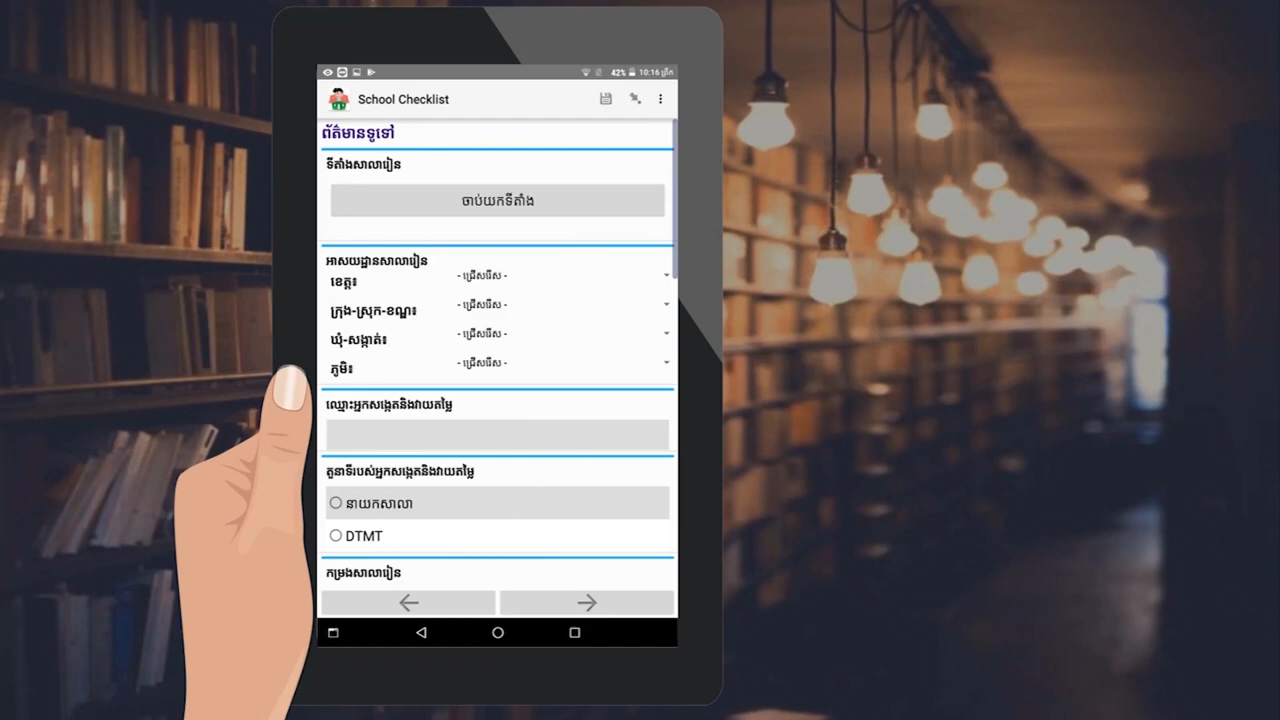 42% 10:16 ព្រឹក
School Checklist
ព័ត៌មានទូទៅ
ទីតាំងសាលារៀន
ចាប់យកទីតាំង
អាសយដ្ឋានសាលារៀន
ខេត្ត៖ - ជ្រើសរើស -
ក្រុង-ស្រុក-ខណ្ឌ៖ - ជ្រើសរើស -
ឃុំ-សង្កាត់៖ - ជ្រើសរើស -
ភូមិ៖ - ជ្រើសរើស -
ឈ្មោះអ្នកសង្កេតនិងវាយតម្លៃ
តួនាទីរបស់អ្នកសង្កេតនិងវាយតម្លៃ
នាយកសាលា
DTMT
កម្រងសាលារៀន